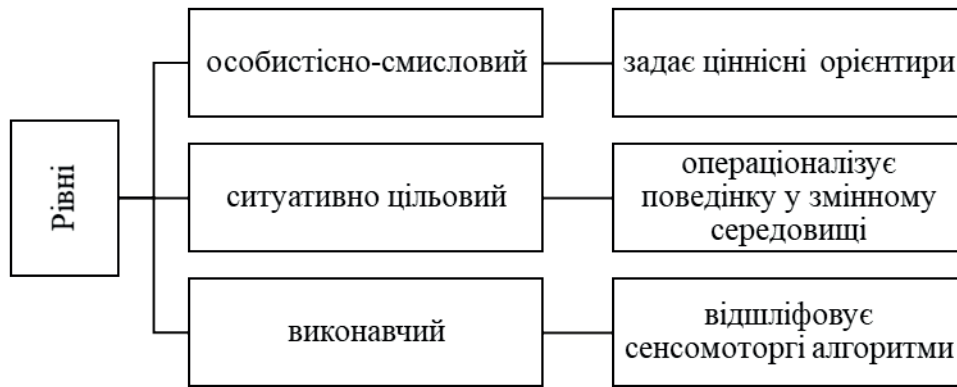 Рівні
особистісно-смисловий
задає ціннісні орієнтири
ситуативно цільовий
операціоналізує
поведінку у змінному
середовищі
виконавчий
відшліфовує
сенсомоторгі алгоритми